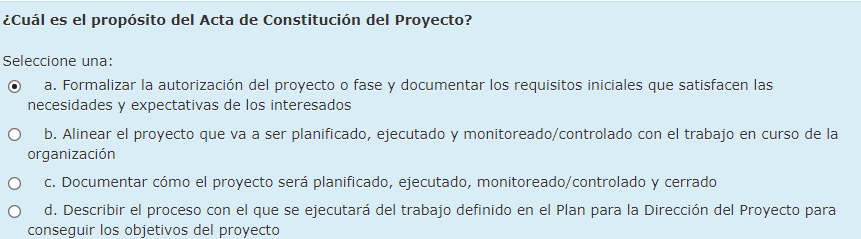 ¿Cuál es el propósito del Acta de Constitución del Proyecto?
Seleccione una:
a. Formalizar la autorización del proyecto o fase y documentar los requisitos iniciales que satisfacen las
necesidades y expectativas de los interesados
b. Alinear el proyecto que va a ser planificado, ejecutado y monitoreado/controlado con el trabajo en curso de la
organización
c. Documentar cómo el proyecto será planificado, ejecutado, monitoreado/controlado y cerrado
d. Describir el proceso con el que se ejecutará del trabajo definido en el Plan para la Dirección del Proyecto para
conseguir los objetivos del proyecto